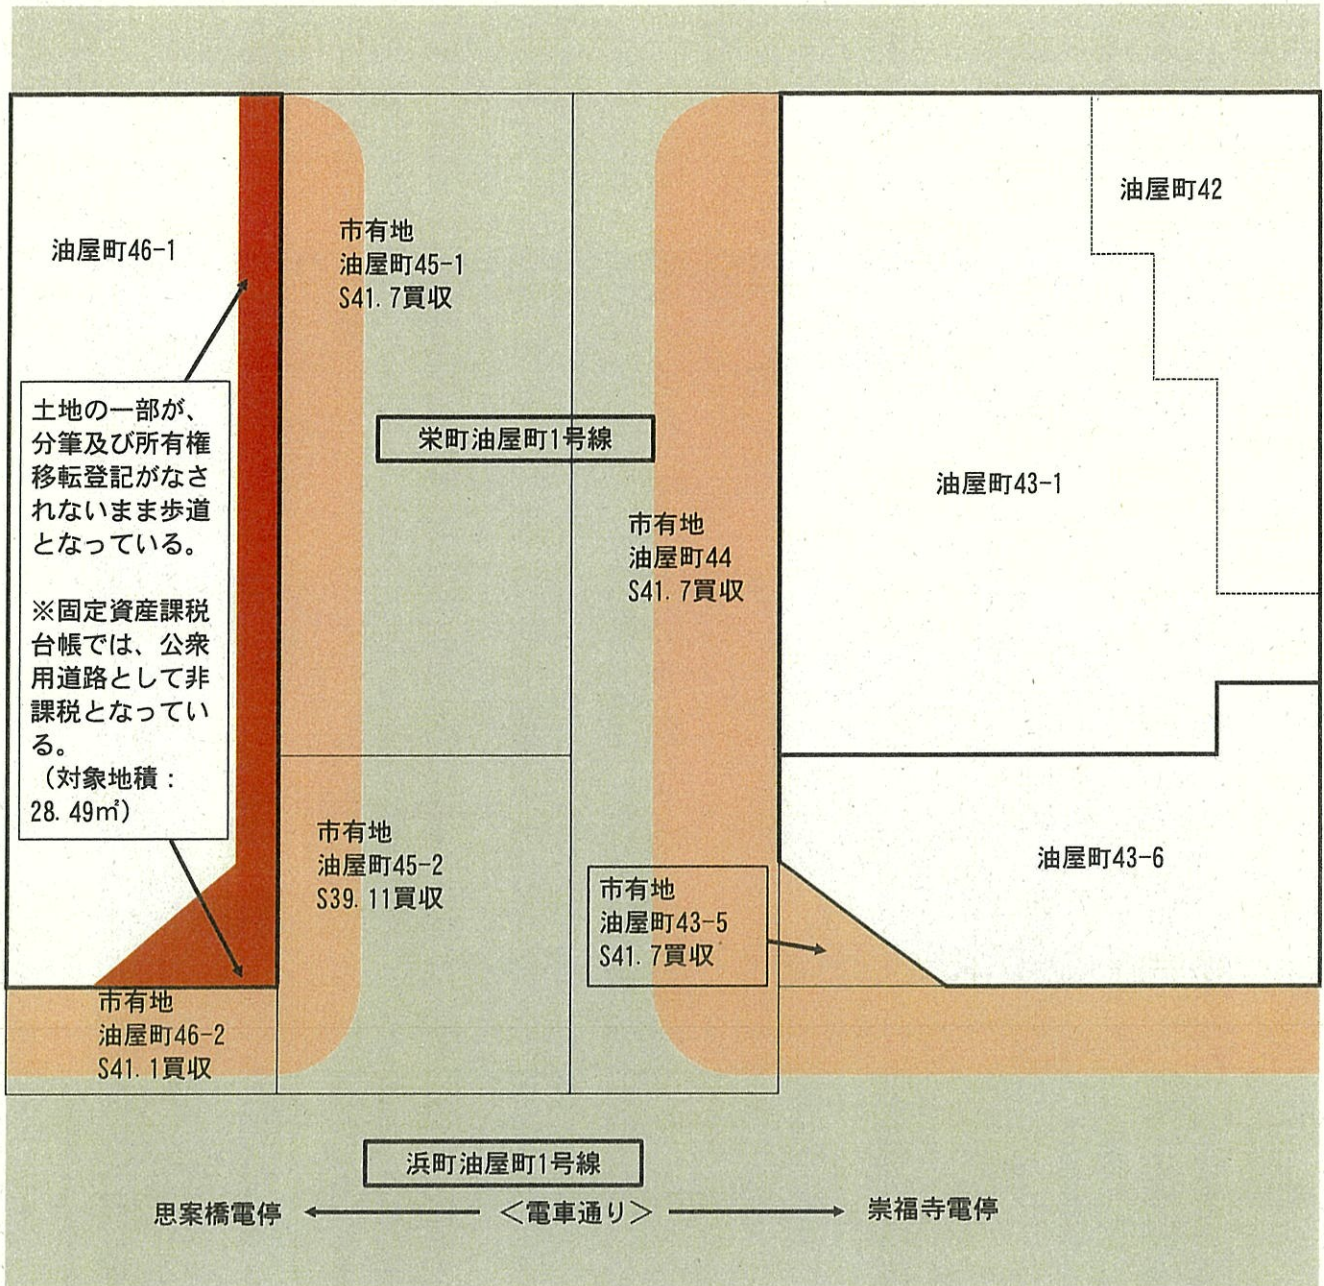 油屋町46-1
市有地
油屋町45-1
S41.7買収
油屋町42
土地の一部が、
分筆及び所有権
移転登記がなさ
れないまま歩道
となっている。
※固定資産課税
台帳では、公衆
用道路として非
課税となってい
る。
（対象地積：
28.49㎡）
栄町油屋町1号線
油屋町43-1
市有地
油屋町44
S41.7買収
市有地
油屋町45-2
S39.11買収
市有地
油屋町43-5
S41.7買収
油屋町43-6
市有地
油屋町46-2
S41.1買収
浜町油屋町1号線
思案橋電停
＜電車通り＞
崇福寺電停